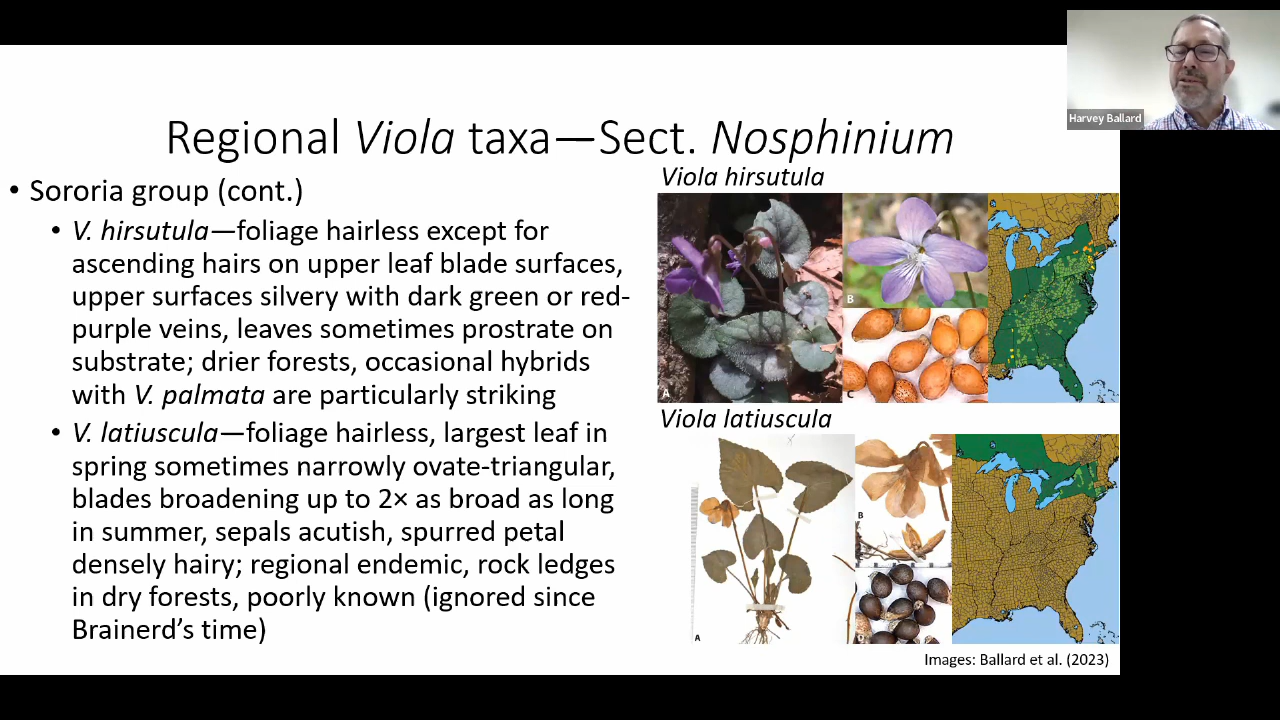 Harvey Ballard
Regional Viola taxa—Sect. Nosphinium
• Sororia group (cont.)
• V. hirsutula—foliage hairless except for
ascending hairs on upper leaf blade surfaces,
upper surfaces silvery with dark green or red-
purple veins, leaves sometimes prostrate on
substrate; drier forests, occasional hybrids
with V. palmata are particularly striking
• V. latiuscula—foliage hairless, largest leaf in
spring sometimes narrowly ovate-triangular,
blades broadening up to 2× as broad as long
in summer, sepals acutish, spurred petal
densely hairy; regional endemic, rock ledges
in dry forests, poorly known (ignored since
Brainerd's time)
Viola hirsutula
A
B
C
Viola latiuscula
A
B
Images: Ballard et al. (2023)